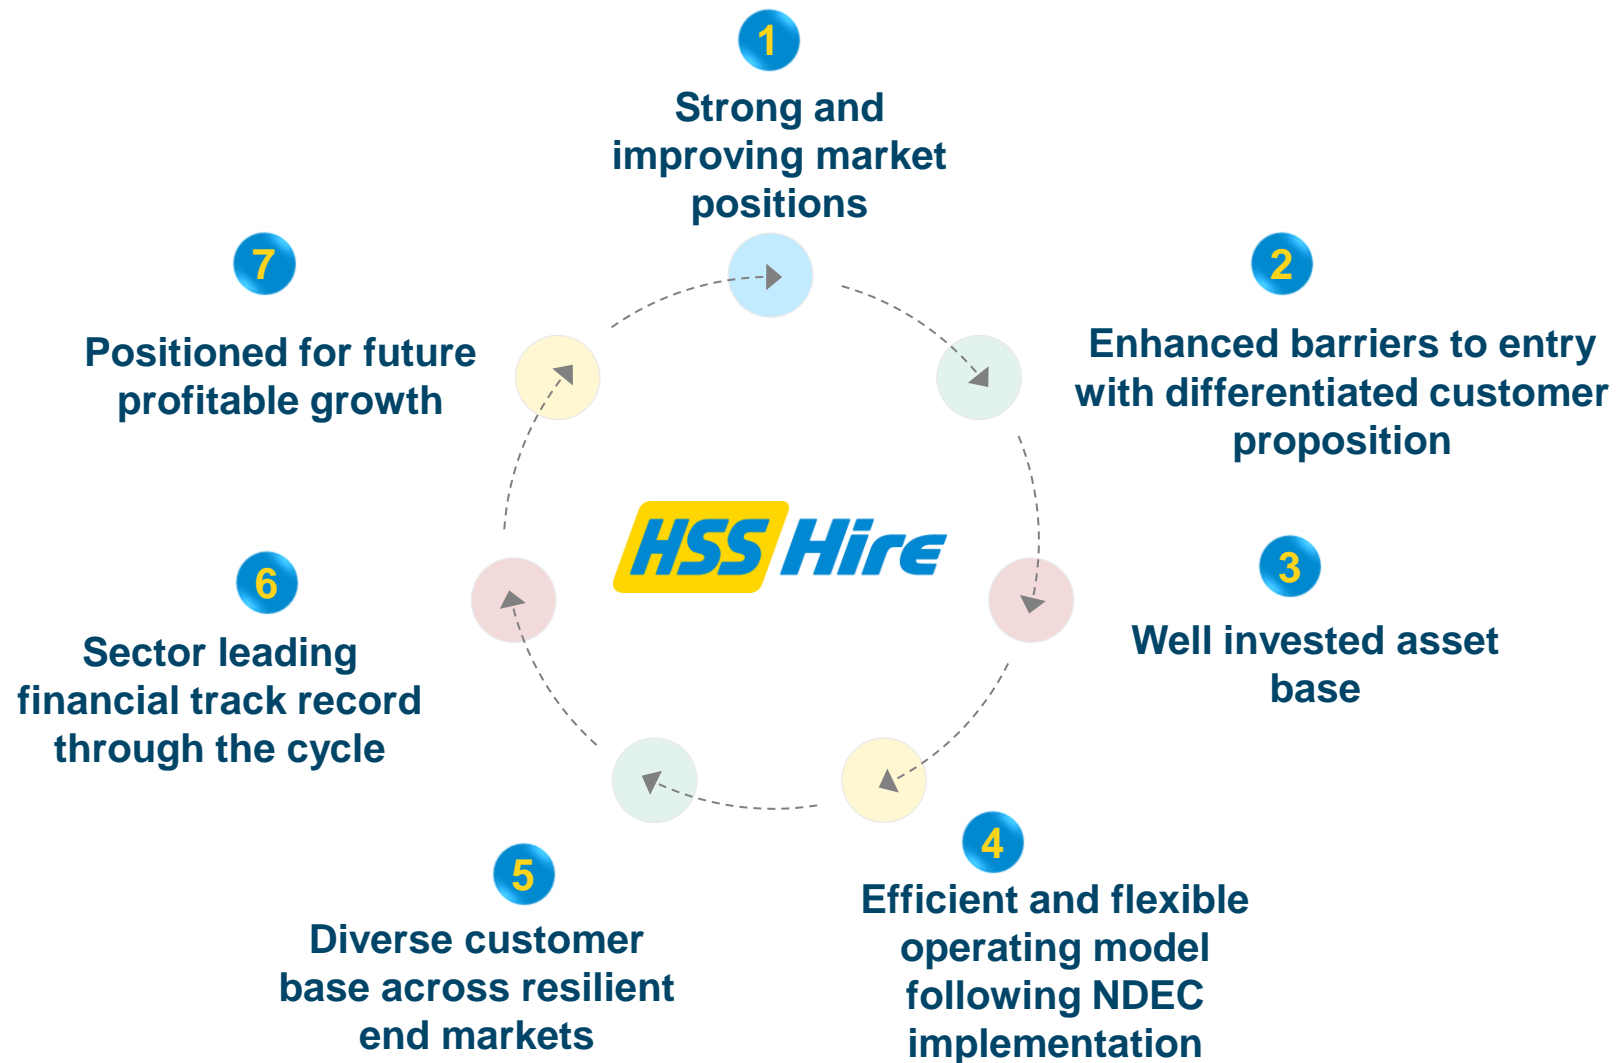 1
Strong and
improving market
positions
2
Enhanced barriers to entry
with differentiated customer
proposition
3
Well invested asset
base
4
Efficient and flexible
operating model
following NDEC
implementation
5
Diverse customer
base across resilient
end markets
6
Sector leading
financial track record
through the cycle
7
Positioned for future
profitable growth
HSS Hire